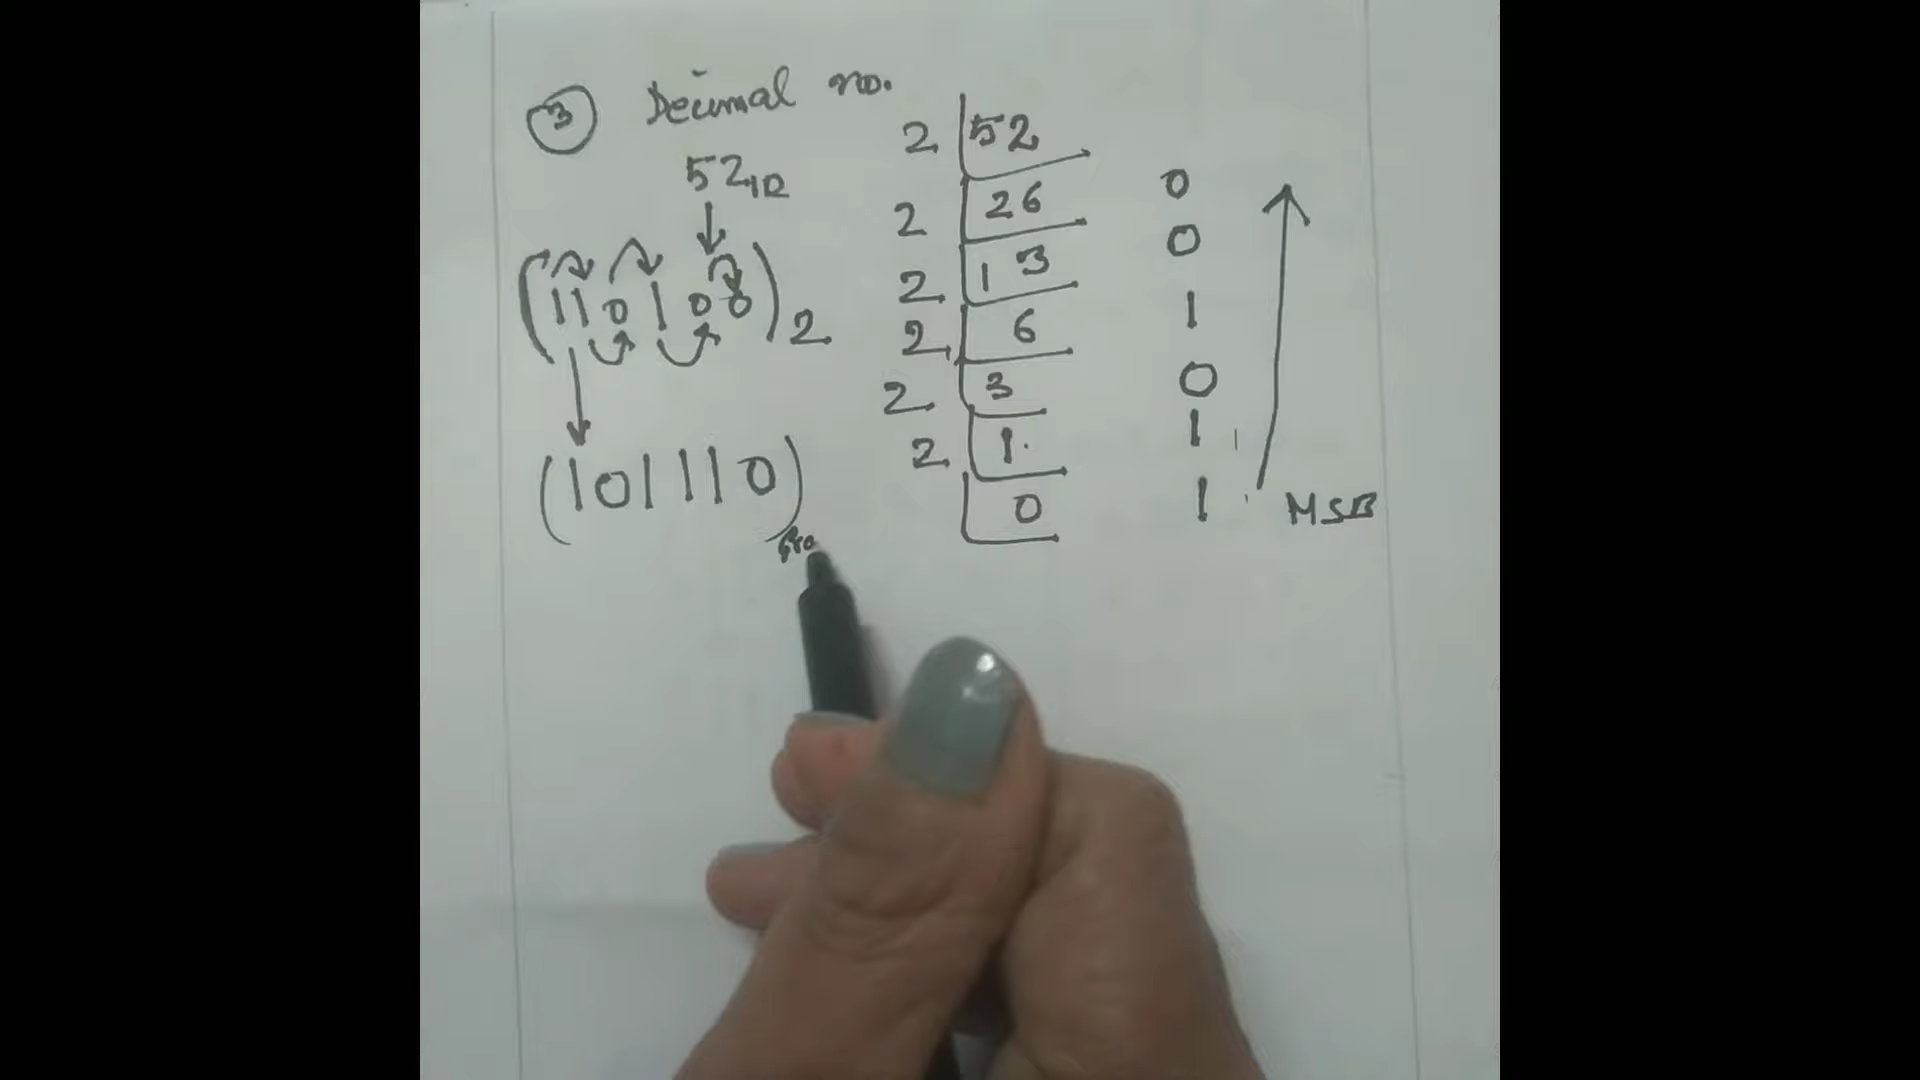 3 Decimal no.
52₁₀
(110100)₂
(101110)
2 52
2 26 0
2 13 0
2 6 1
2 3 0
2 1. 1
0 1 MSB